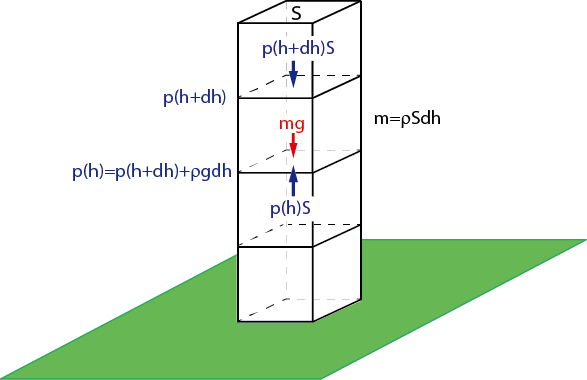 S
p(h+dh)S
p(h+dh)
m=ρSdh
mg
p(h)=p(h+dh)+ρgdh
p(h)S